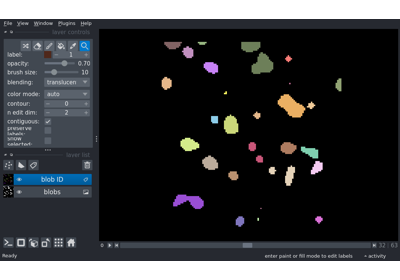 File View Window Plugins Help
layer controls
label: 1
opacity: 0.70
brush size: 10
blending: translucen
color mode: auto
contour: 0
n edit dim: 2
contiguous:
preserve labels:
show selected:
layer list
blob ID
blobs
0 32 63
enter paint or fill mode to edit labels activity